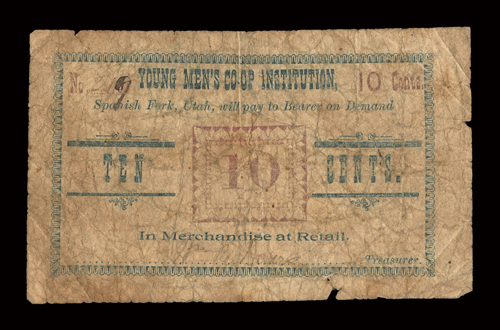 No YOUNG MEN'S CO-OP INSTITUTION, 10 Cents.
Spanish Fork, Utah, will pay to Bearer on Demand
TEN 10 CENTS.
In Merchandise at Retail.
Treasurer.